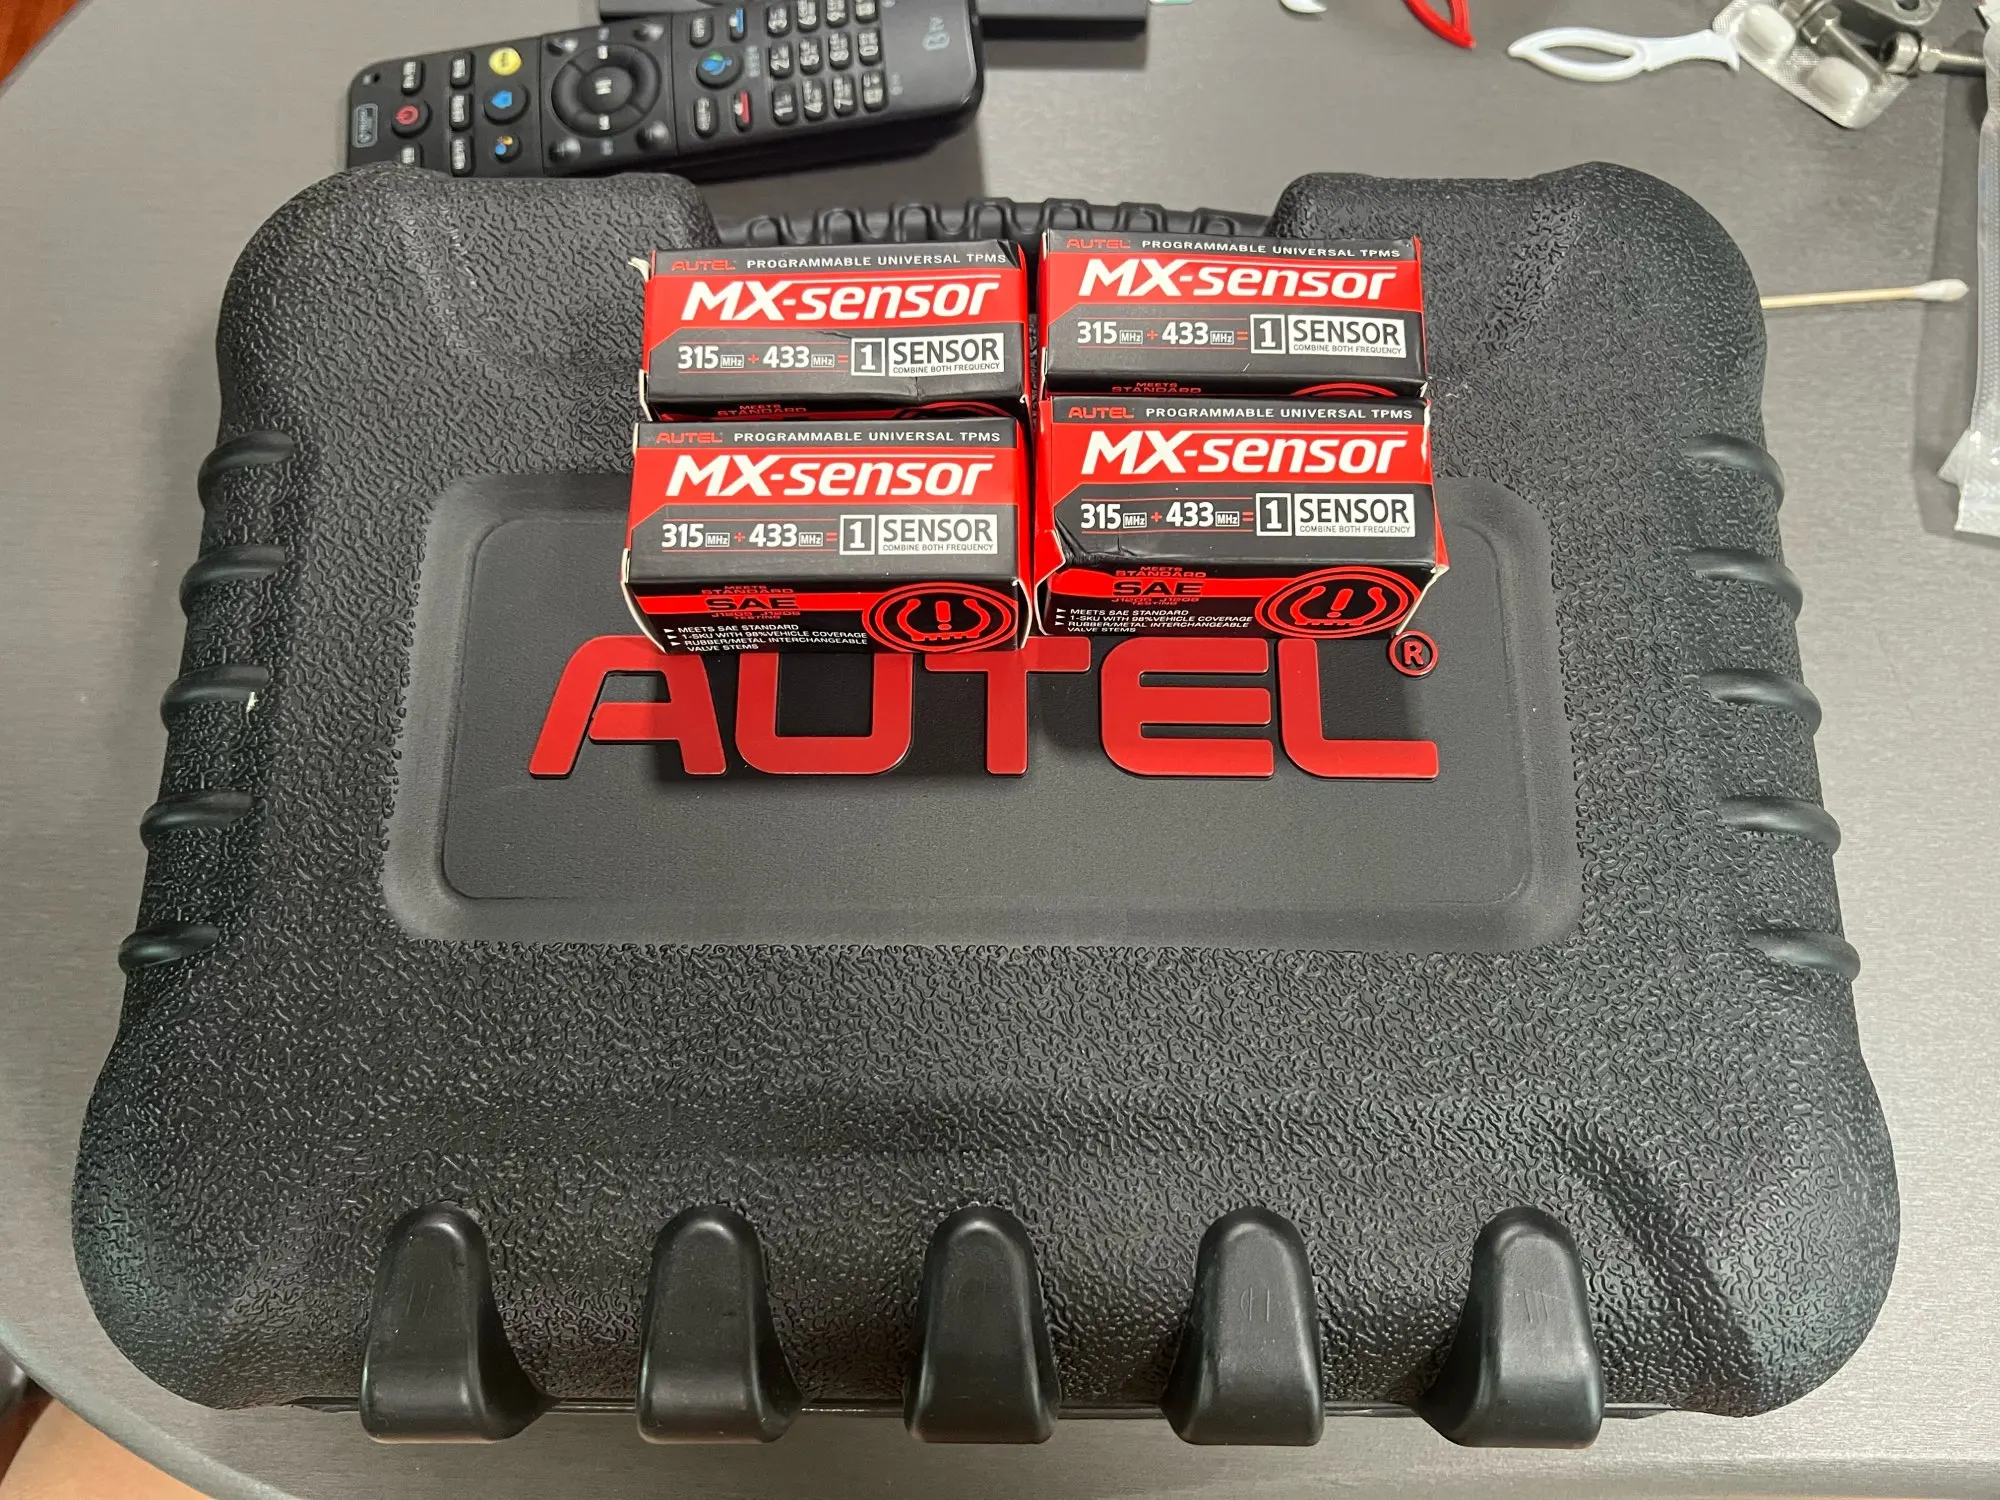 AUTEL PROGRAMMABLE UNIVERSAL TPMS
MX-sensor
315 MHz + 433 MHz = 1 SENSOR
COMBINE BOTH FREQUENCY
MEETS
STANDARD
AUTEL PROGRAMMABLE UNIVERSAL TPMS
MX-sensor
315 MHz + 433 MHz = 1 SENSOR
COMBINE BOTH FREQUENCY
MEETS
STANDARD
AUTEL PROGRAMMABLE UNIVERSAL TPMS
MX-sensor
315 MHz + 433 MHz = 1 SENSOR
COMBINE BOTH FREQUENCY
MEETS
STANDARD
SAE
TESTING
MEETS SAE STANDARD
1-SKU WITH 98%VEHICLE COVERAGE
RUBBER/METAL INTERCHANGEABLE
VALVE STEMS
AUTEL PROGRAMMABLE UNIVERSAL TPMS
MX-sensor
315 MHz + 433 MHz = 1 SENSOR
COMBINE BOTH FREQUENCY
MEETS
STANDARD
SAE
TESTING
MEETS SAE STANDARD
1-SKU WITH 98%VEHICLE COVERAGE
RUBBER/METAL INTERCHANGEABLE
VALVE STEMS
AUTEL®